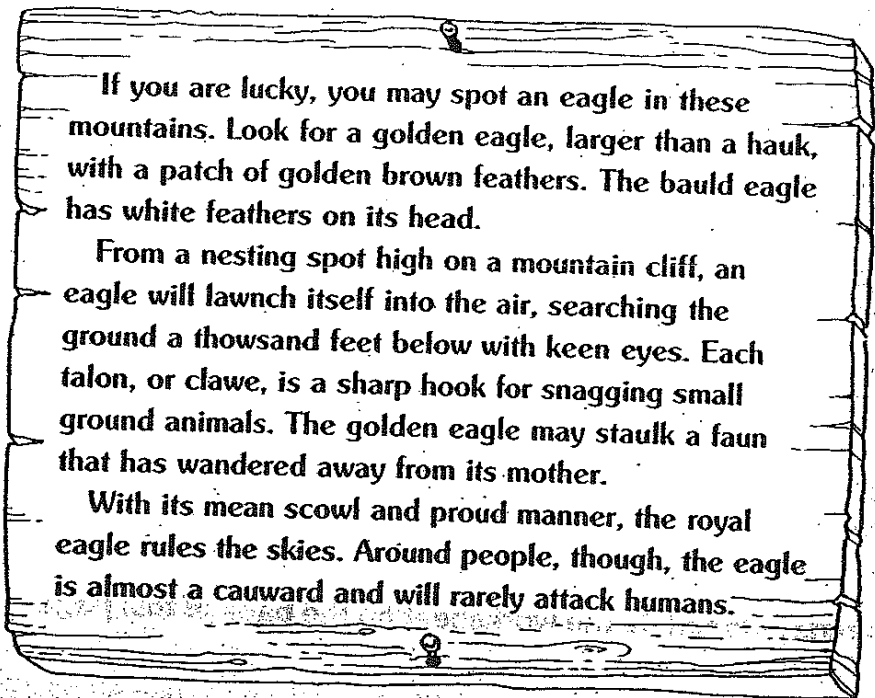 If you are lucky, you may spot an eagle in these
mountains. Look for a golden eagle, larger than a hauk,
with a patch of golden brown feathers. The bauld eagle
has white feathers on its head.
From a nesting spot high on a mountain cliff, an
eagle will lawnch itself into the air, searching the
ground a thowsand feet below with keen eyes. Each
talon, or clawe, is a sharp hook for snagging small
ground animals. The golden eagle may staulk a faun
that has wandered away from its mother.
With its mean scowl and proud manner, the royal
eagle rules the skies. Around people, though, the eagle
is almost a cauward and will rarely attack humans.